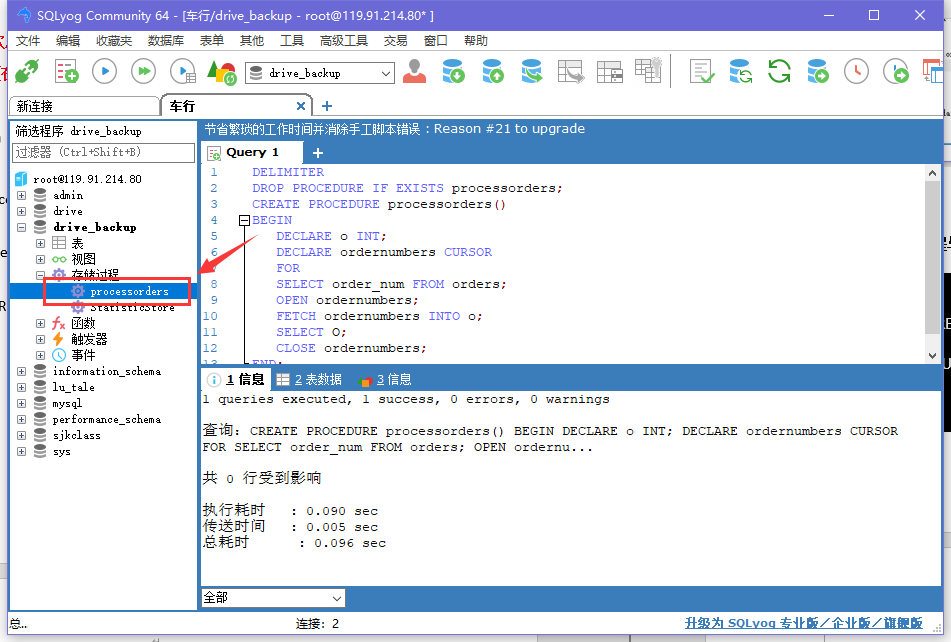 SQLyog Community 64 - [车行/drive_backup - root@119.91.214.80* ]
文件 编辑 收藏夹 数据库 表单 其他 工具 高级工具 交易 窗口 帮助
drive_backup
新连接 车行
筛选程序 drive_backup
过滤器 (Ctrl+Shift+B)
root@119.91.214.80
admin
drive
drive_backup
表
视图
存储过程
processorders
StatisticStore
函数
触发器
事件
information_schema
lu_tale
mysql
performance_schema
sjkclass
sys
节省繁琐的工作时间并消除手工脚本错误：Reason #21 to upgrade
Query 1
1 DELIMITER
2 DROP PROCEDURE IF EXISTS processorders;
3 CREATE PROCEDURE processorders()
4 BEGIN
5 DECLARE o INT;
6 DECLARE ordernumbers CURSOR
7 FOR
8 SELECT order_num FROM orders;
9 OPEN ordernumbers;
10 FETCH ordernumbers INTO o;
11 SELECT O;
12 CLOSE ordernumbers;
13 END;
1 信息 2 表数据 3 信息
1 queries executed, 1 success, 0 errors, 0 warnings
查询：CREATE PROCEDURE processorders() BEGIN DECLARE o INT; DECLARE ordernumbers CURSOR
FOR SELECT order_num FROM orders; OPEN ordernu...
共 0 行受到影响
执行耗时 : 0.090 sec
传送时间 : 0.005 sec
总耗时 : 0.096 sec
全部
总..
连接: 2
升级为 SQLyog 专业版/企业版/旗舰版